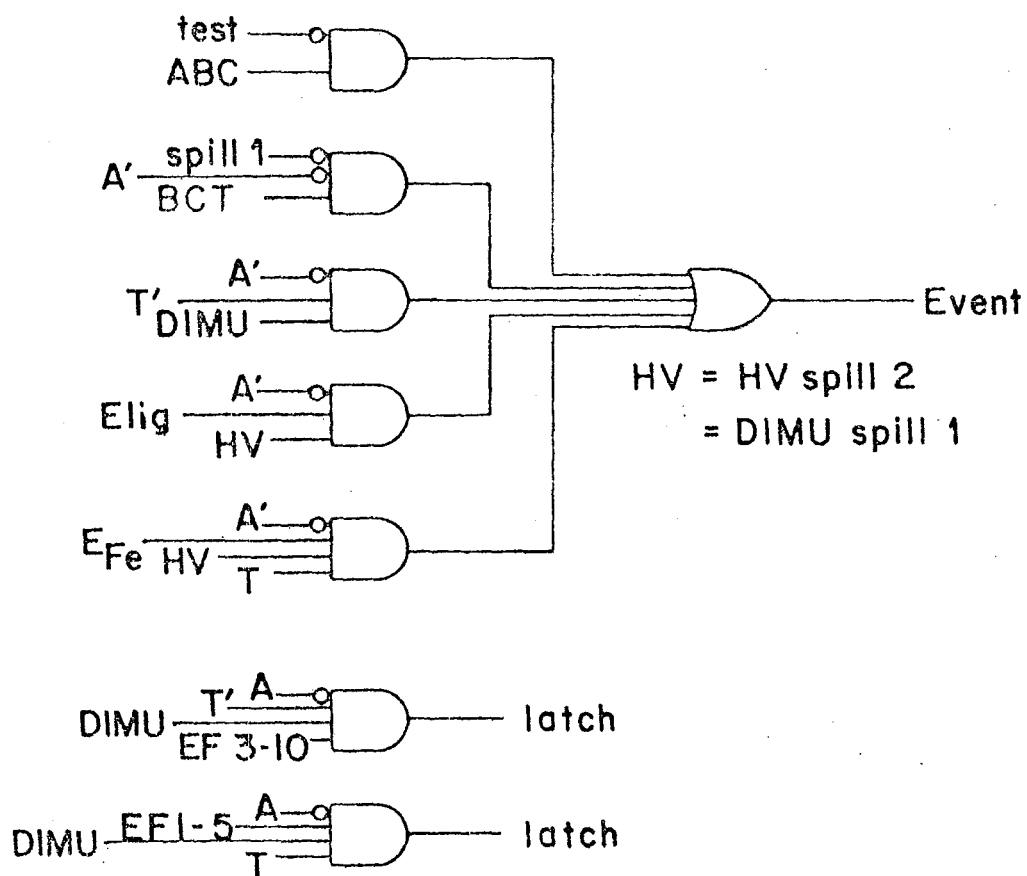 test
ABC
spill 1
A'
BCT
A'
T'
DIMU
Event
HV = HV spill 2
= DIMU spill 1
A'
Elig
HV
A'
E_Fe
HV
T
A
T'
DIMU
EF 3-10
latch
A
EF1-5
DIMU
T
latch